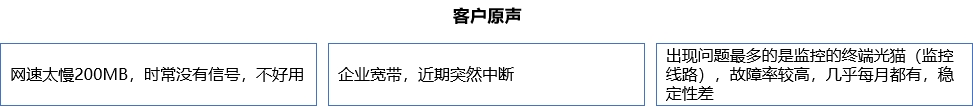 客户原声
网速太慢200MB，时常没有信号，不好用
企业宽带，近期突然中断
出现问题最多的是监控的终端光猫（监控
线路），故障率较高，几乎每月都有，稳
定性差